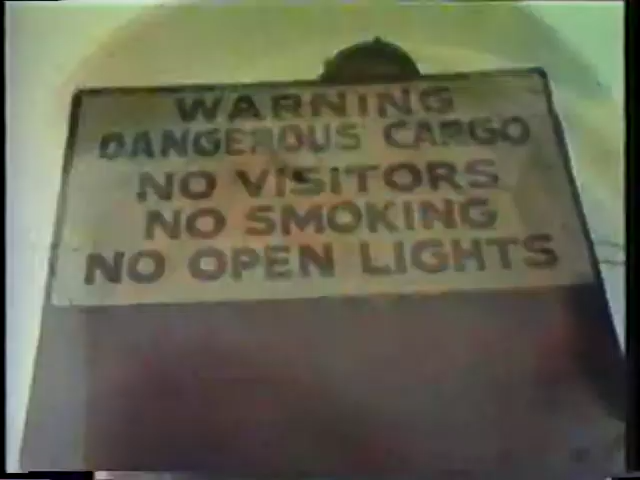 WARNING
DANGEROUS CARGO
NO VISITORS
NO SMOKING
NO OPEN LIGHTS